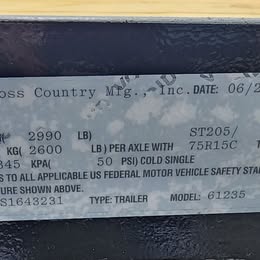 oss Country Mfg., Inc. DATE: 06/2
2990 LB) ST205/
KG( 2600 LB) PER AXLE WITH 75R15C
345 KPA( 50 PSI) COLD SINGLE
S TO ALL APPLICABLE US FEDERAL MOTOR VEHICLE SAFETY STAN
TURE SHOWN ABOVE.
S1643231 TYPE: TRAILER MODEL: 61235